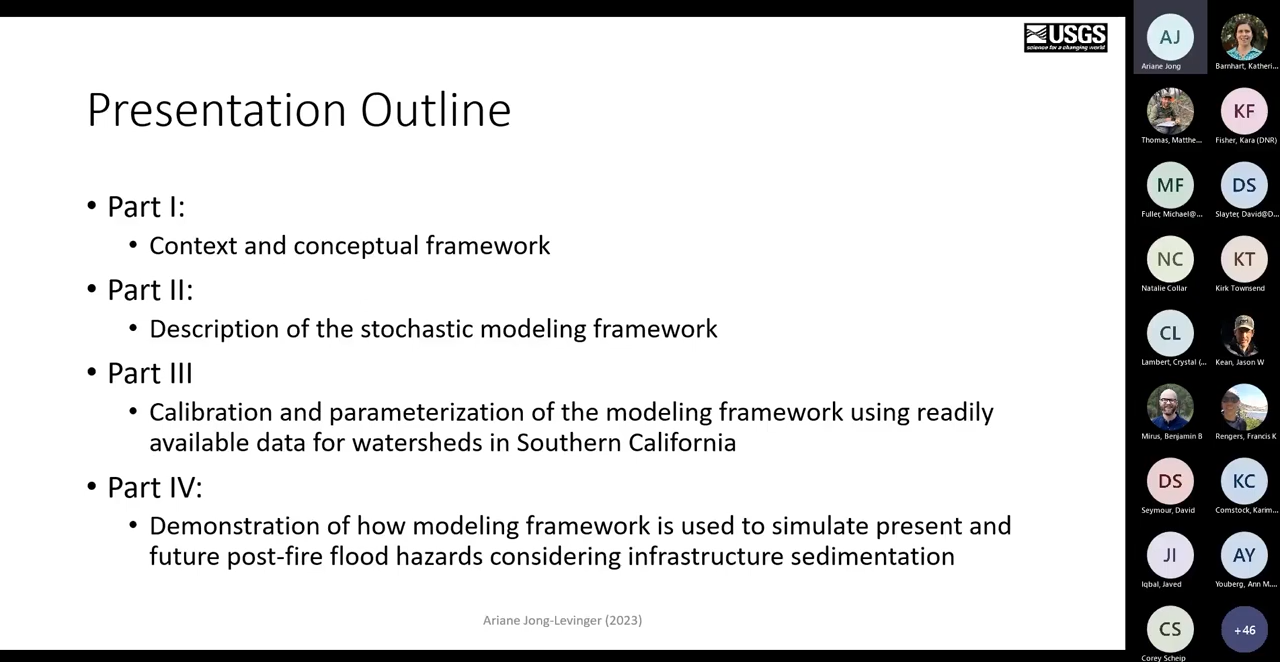 USGS
science for a changing world
Presentation Outline
• Part I:
• Context and conceptual framework
• Part II:
• Description of the stochastic modeling framework
• Part III
• Calibration and parameterization of the modeling framework using readily
available data for watersheds in Southern California
• Part IV:
• Demonstration of how modeling framework is used to simulate present and
future post-fire flood hazards considering infrastructure sedimentation
Ariane Jong-Levinger (2023)
AJ
Ariane Jong
Barnhart, Katheri...
Thomas, Matthe...
KF
Fisher, Kara (DNR)
MF
Fuller, Michael@...
DS
Slayter, David@D...
NC
Natalie Collar
KT
Kirk Townsend
CL
Lambert, Crystal (...
Kean, Jason W
Mirus, Benjamin B
Rengers, Francis K
DS
Seymour, David
KC
Comstock, Karim...
JI
Iqbal, Javed
AY
Youberg, Ann M....
CS
Corey Scheip
+46